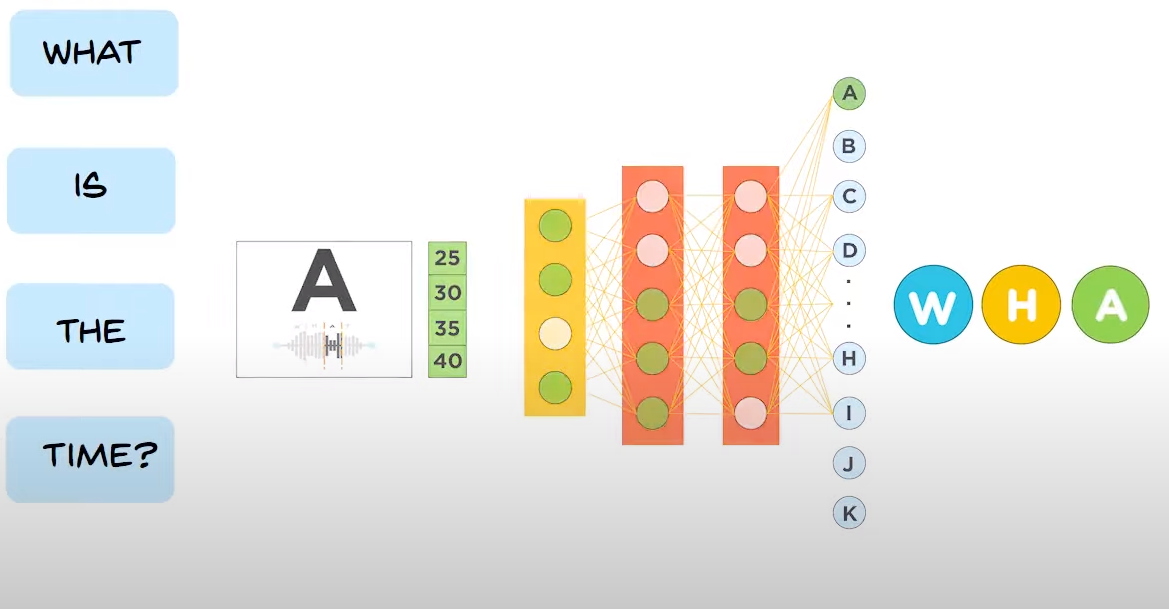 WHAT
IS
THE
TIME?
A
25
30
35
40
A
B
C
D
.
.
.
H
I
J
K
W H A